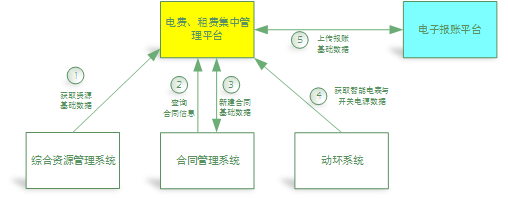 电费、租费集中管
理平台
电子报账平台
⑤
上传报账
基础数据
①
获取资源
基础数据
②
查询
合同信息
③
新建合同
基础数据
④
获取智能电表与
开关电源数据
综合资源管理系统
合同管理系统
动环系统